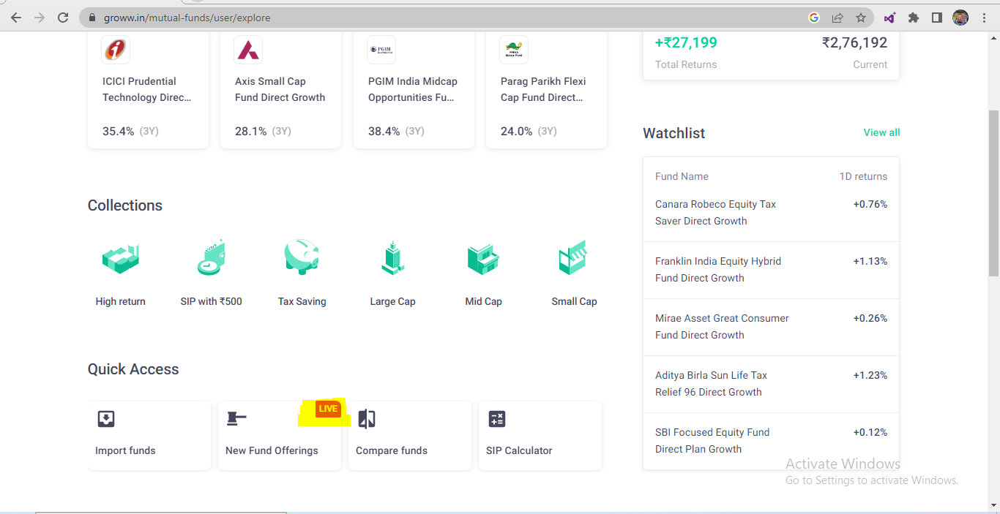 groww.in/mutual-funds/user/explore
PGIM
ICICI Prudential
Technology Direc...
35.4% (3Y)
Axis Small Cap
Fund Direct Growth
28.1% (3Y)
PGIM India Midcap
Opportunities Fu...
38.4% (3Y)
Parag Parikh Flexi
Cap Fund Direct...
24.0% (3Y)
+₹27,199
Total Returns
₹2,76,192
Current
Collections
High return
SIP with ₹500
Tax Saving
Large Cap
Mid Cap
Small Cap
Quick Access
Import funds
LIVE
New Fund Offerings
Compare funds
SIP Calculator
Watchlist
View all
Fund Name
1D returns
Canara Robeco Equity Tax
Saver Direct Growth
+0.76%
Franklin India Equity Hybrid
Fund Direct Growth
+1.13%
Mirae Asset Great Consumer
Fund Direct Growth
+0.26%
Aditya Birla Sun Life Tax
Relief 96 Direct Growth
+1.23%
SBI Focused Equity Fund
Direct Plan Growth
+0.12%
Activate Windows
Go to Settings to activate Windows.